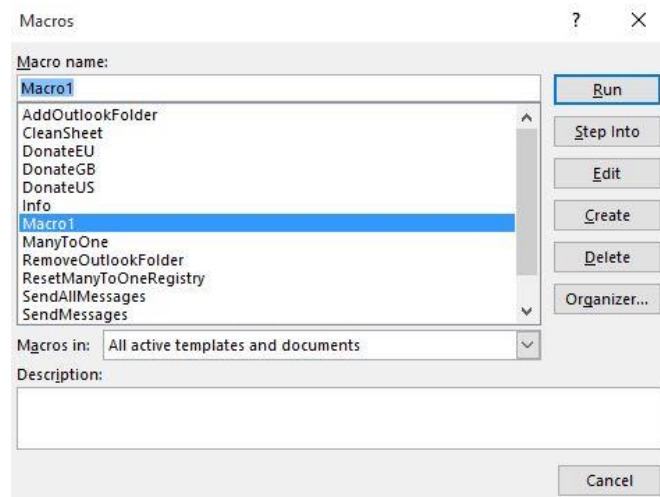 Macros
?
Macro name:
Macro1
AddOutlookFolder
CleanSheet
DonateEU
DonateGB
DonateUS
Info
Macro1
ManyToOne
RemoveOutlookFolder
ResetManyToOneRegistry
SendAllMessages
SendMessages
Run
Step Into
Edit
Create
Delete
Organizer...
Macros in: All active templates and documents
Description:
Cancel